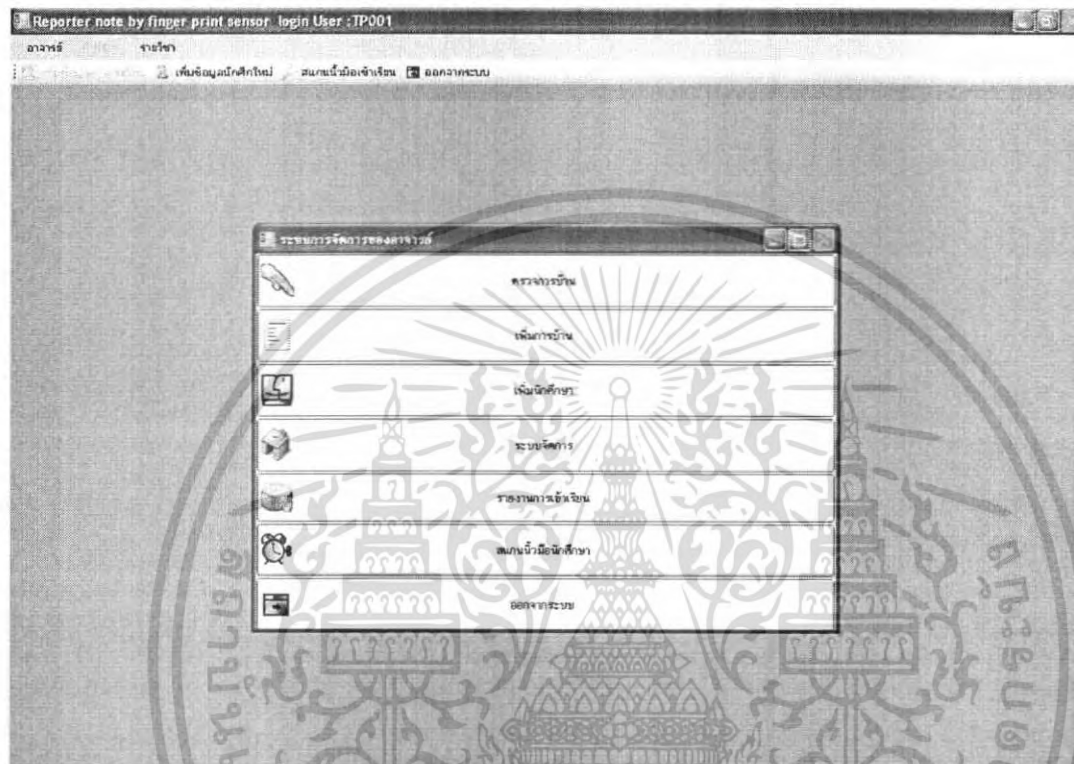 Reporter note by finger print sensor login User :TP001
อาจารย์ รายวิชา
เพิ่มข้อมูลนักศึกใหม่ สแกนนิ้วมือเข้าเรียน ออกจากระบบ
ระบบการจัดการของอาจารย์
ตรวจการบ้าน
เพิ่มการบ้าน
เพิ่มนักศึกษา
ระบบจัดการ
รายงานการเข้าเรียน
สแกนนิ้วมือนักศึกษา
ออกจากระบบ